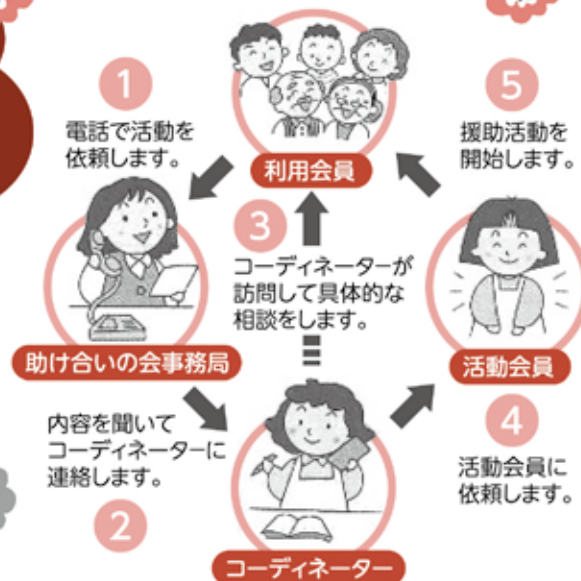 1
電話で活動を
依頼します。
利用会員
5
援助活動を
開始します。
3
コーディネーターが
訪問して具体的な
相談をします。
助け合いの会事務局
活動会員
内容を聞いて
コーディネーターに
連絡します。
2
4
活動会員に
依頼します。
コーディネーター